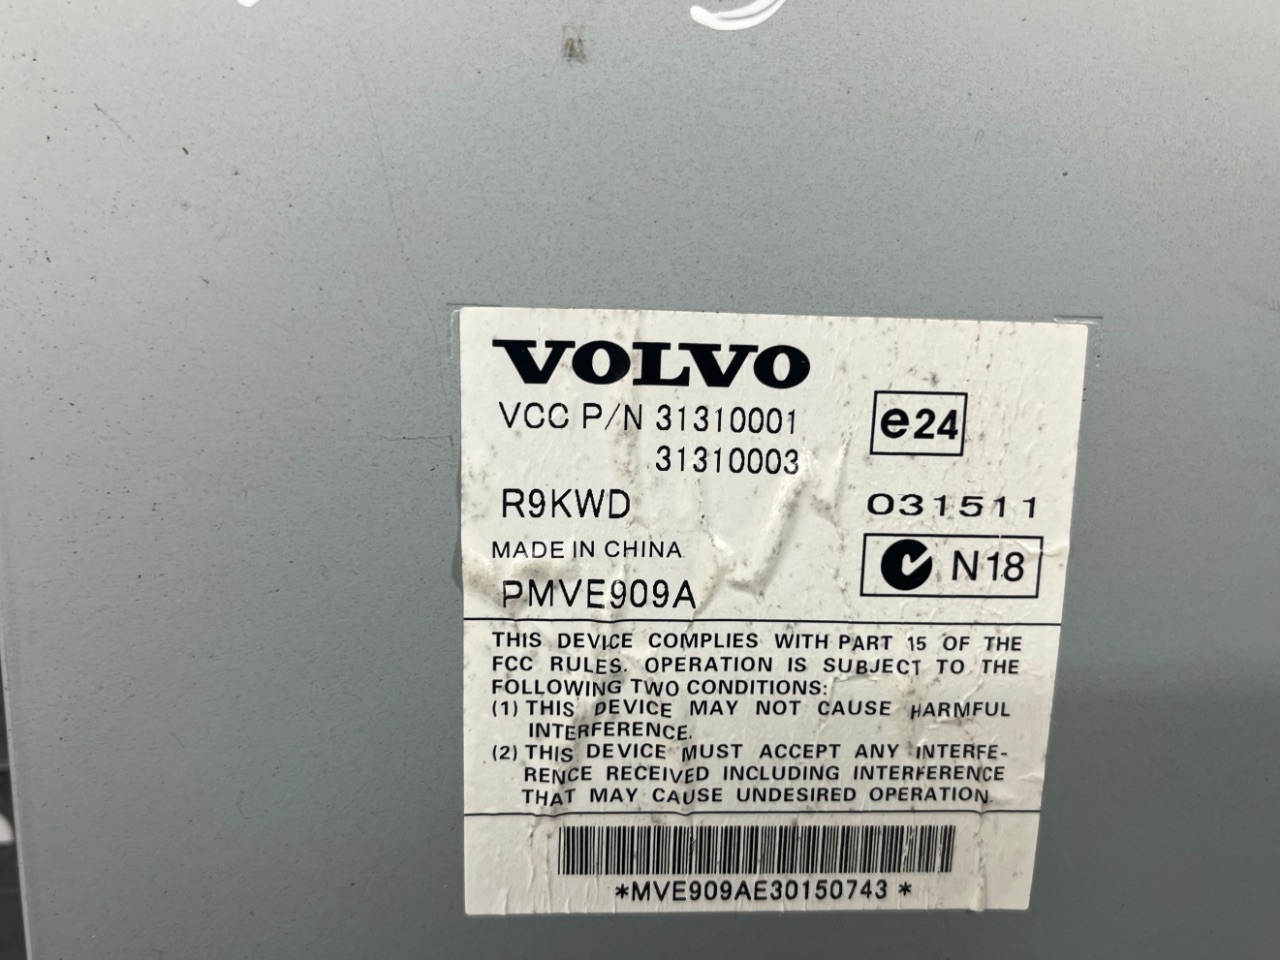 VOLVO
VCC P/N 31310001
31310003
e24
R9KWD
031511
MADE IN CHINA
N18
PMVE909A
THIS DEVICE COMPLIES WITH PART 15 OF THE
FCC RULES. OPERATION IS SUBJECT TO THE
FOLLOWING TWO CONDITIONS:
(1) THIS DEVICE MAY NOT CAUSE HARMFUL
INTERFERENCE.
(2) THIS DEVICE MUST ACCEPT ANY INTERFE-
RENCE RECEIVED INCLUDING INTERFERENCE
THAT MAY CAUSE UNDESIRED OPERATION.
*MVE909AE30150743*